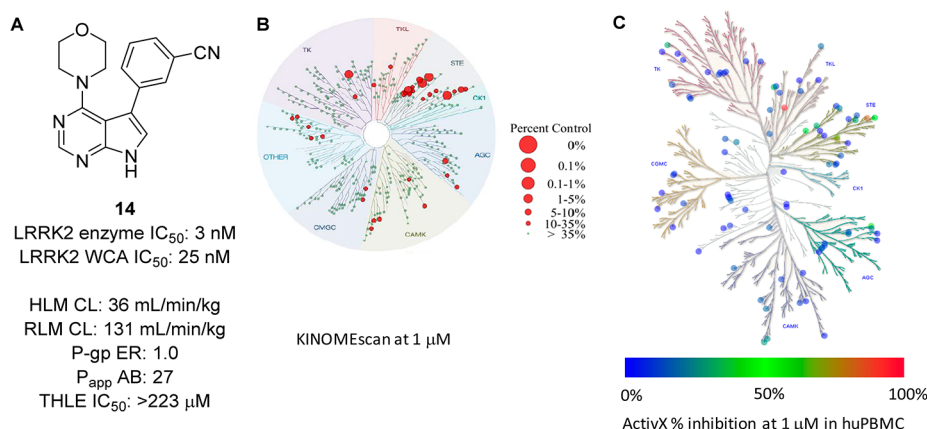 A
O
N
CN
N
N
N
H
14
LRRK2 enzyme IC50: 3 nM
LRRK2 WCA IC50: 25 nM
HLM CL: 36 mL/min/kg
RLM CL: 131 mL/min/kg
P-gp ER: 1.0
Papp AB: 27
THLE IC50: >223 μM
B
TK
TKL
STE
CK1
AGC
CAMK
CMGC
OTHER
Percent Control
0%
0.1%
0.1-1%
1-5%
5-10%
10-35%
> 35%
KINOMEscan at 1 μM
C
TK
TKL
STE
CK1
AGC
CAMK
CGMC
0%
50%
100%
ActivX % inhibition at 1 μM in huPBMC